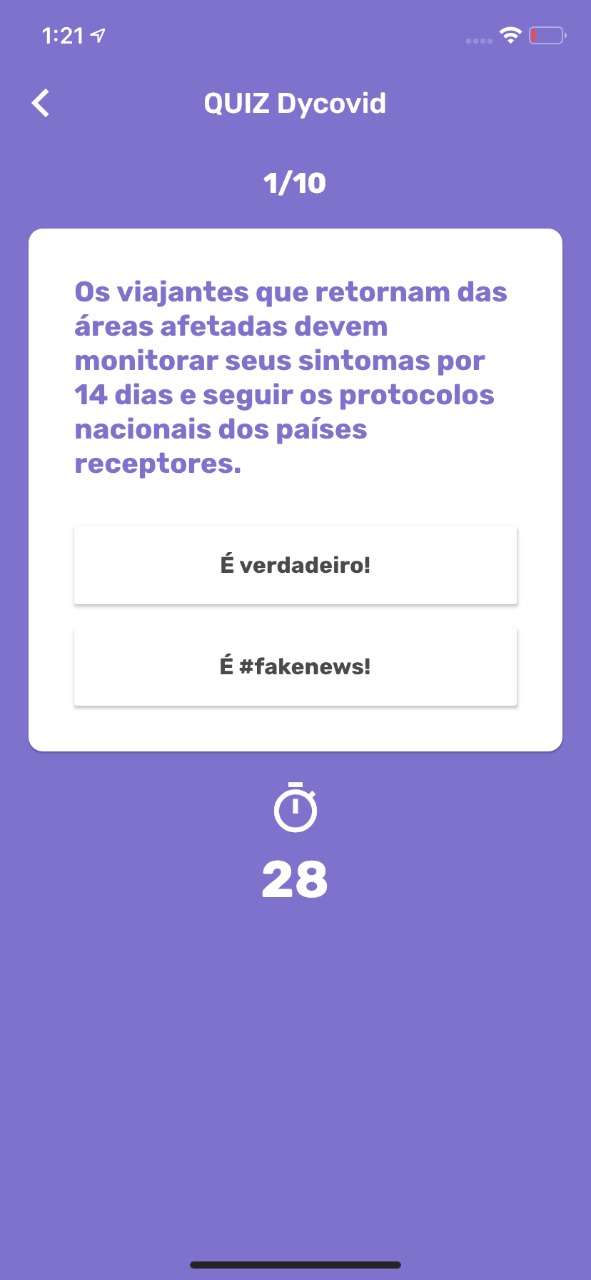 1:21
QUIZ Dycovid
1/10
Os viajantes que retornam das
áreas afetadas devem
monitorar seus sintomas por
14 dias e seguir os protocolos
nacionais dos países
receptores.
É verdadeiro!
É #fakenews!
28